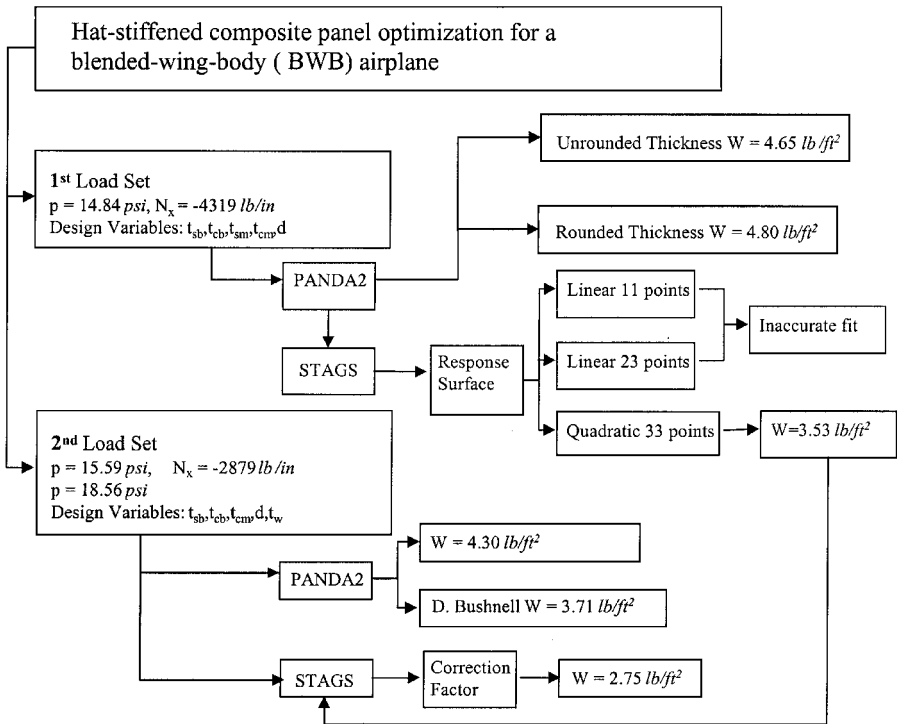 Hat-stiffened composite panel optimization for a
blended-wing-body ( BWB) airplane
Unrounded Thickness W = 4.65 lb/ft²
1st Load Set
p = 14.84 psi, Nx = -4319 lb/in
Design Variables: tsb,tcb,tsm,tcm,d
Rounded Thickness W = 4.80 lb/ft²
PANDA2
Linear 11 points
Inaccurate fit
STAGS
Response
Surface
Linear 23 points
Quadratic 33 points
W=3.53 lb/ft²
2nd Load Set
p = 15.59 psi, Nx = -2879 lb/in
p = 18.56 psi
Design Variables: tsb,tcb,tcm,d,tw
W = 4.30 lb/ft²
PANDA2
D. Bushnell W = 3.71 lb/ft²
STAGS
Correction
Factor
W = 2.75 lb/ft²